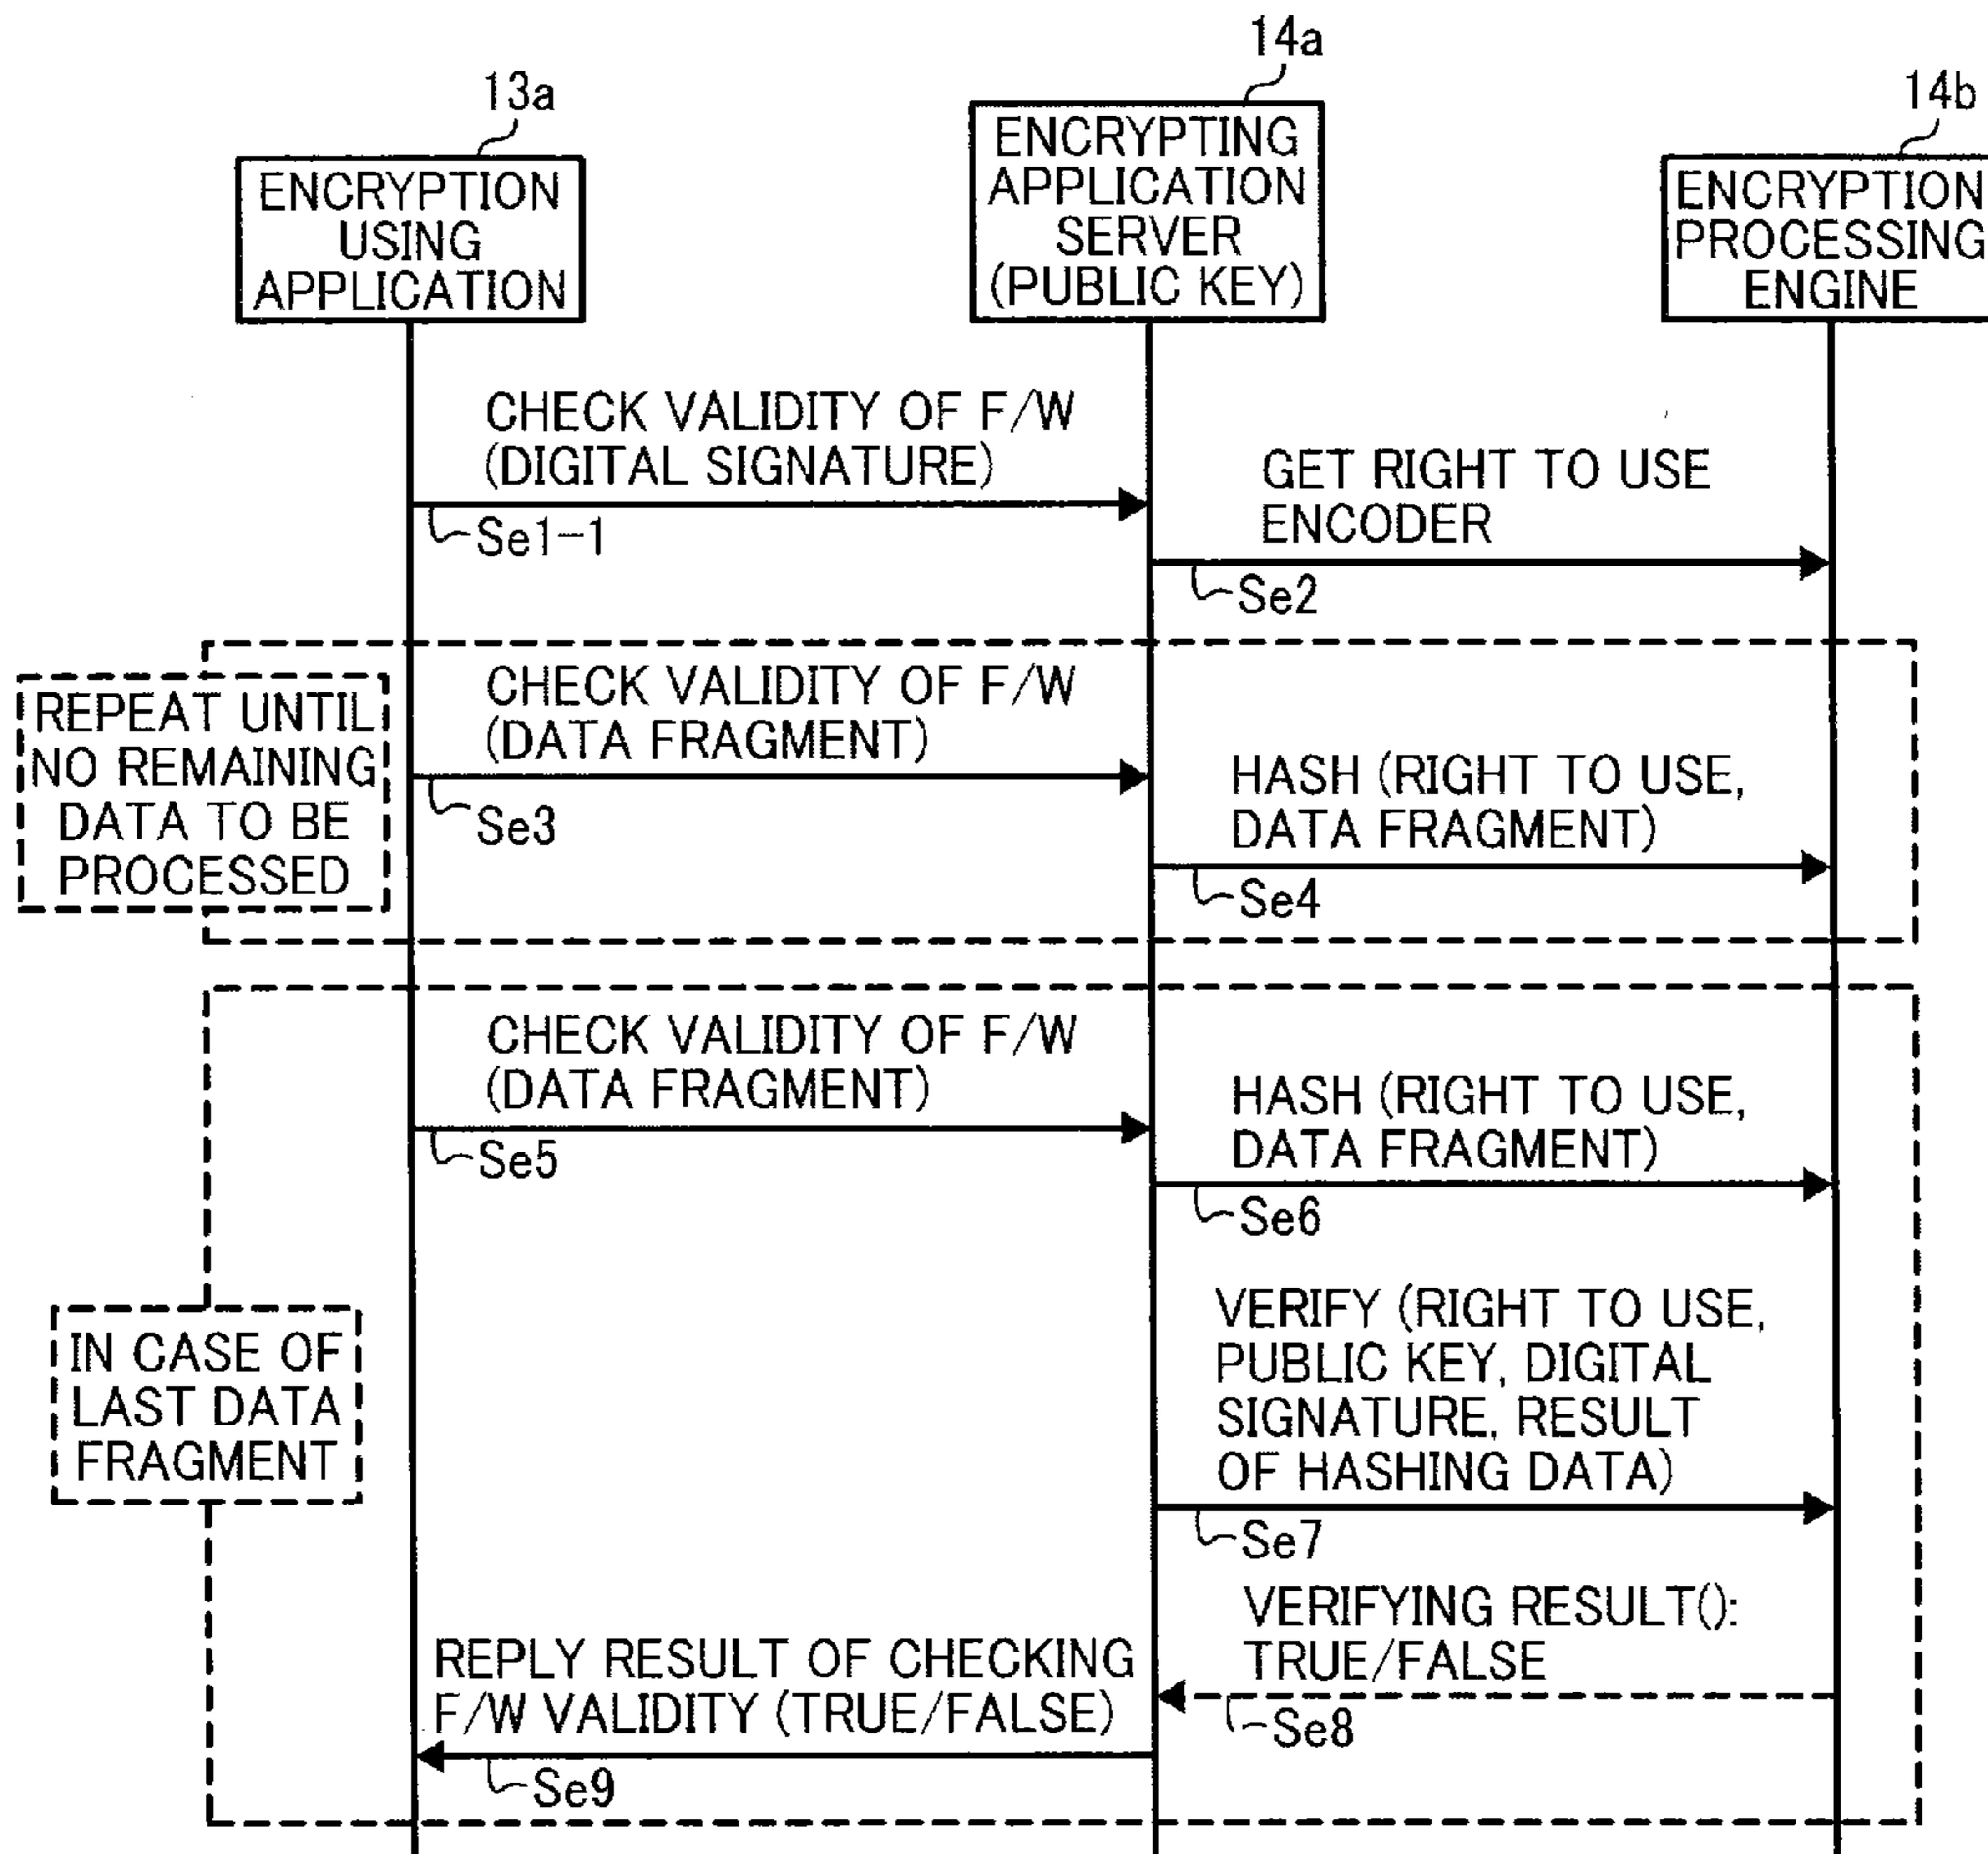 13a
ENCRYPTION
USING
APPLICATION
14a
ENCRYPTING
APPLICATION
SERVER
(PUBLIC KEY)
14b
ENCRYPTION
PROCESSING
ENGINE
CHECK VALIDITY OF F/W
(DIGITAL SIGNATURE)
Se1-1
GET RIGHT TO USE
ENCODER
Se2
REPEAT UNTIL
NO REMAINING
DATA TO BE
PROCESSED
CHECK VALIDITY OF F/W
(DATA FRAGMENT)
Se3
HASH (RIGHT TO USE,
DATA FRAGMENT)
Se4
IN CASE OF
LAST DATA
FRAGMENT
CHECK VALIDITY OF F/W
(DATA FRAGMENT)
Se5
HASH (RIGHT TO USE,
DATA FRAGMENT)
Se6
VERIFY (RIGHT TO USE,
PUBLIC KEY, DIGITAL
SIGNATURE, RESULT
OF HASHING DATA)
Se7
VERIFYING RESULT():
TRUE/FALSE
Se8
REPLY RESULT OF CHECKING
F/W VALIDITY (TRUE/FALSE)
Se9